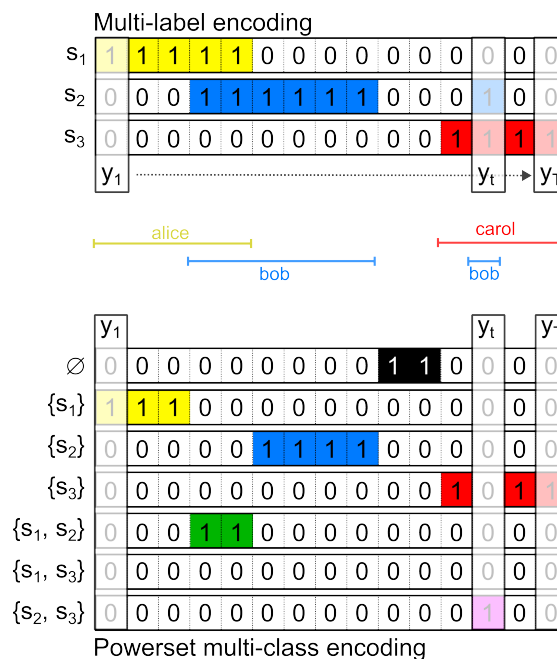 Multi-label encoding
s₁ 1 1 1 1 1 0 0 0 0 0 0 0 0 0 0
s₂ 0 0 0 1 1 1 1 1 1 0 0 0 1 0 0
s₃ 0 0 0 0 0 0 0 0 0 0 0 1 1 1 1
y₁ yₜ y_T
alice carol
bob bob
y₁ yₜ y
∅ 0 0 0 0 0 0 0 0 0 1 1 0 0 0 0
{s₁} 1 1 1 0 0 0 0 0 0 0 0 0 0 0 0
{s₂} 0 0 0 0 0 1 1 1 1 0 0 0 0 0 0
{s₃} 0 0 0 0 0 0 0 0 0 0 0 1 0 1 1
{s₁, s₂} 0 0 0 1 1 0 0 0 0 0 0 0 0 0 0
{s₁, s₃} 0 0 0 0 0 0 0 0 0 0 0 0 0 0 0
{s₂, s₃} 0 0 0 0 0 0 0 0 0 0 0 0 1 0 0
Powerset multi-class encoding